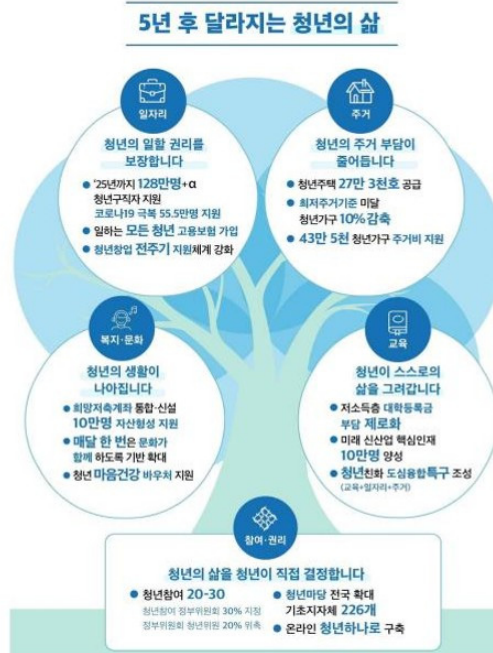 5년 후 달라지는 청년의 삶
일자리
청년의 일할 권리를
보장합니다
'25년까지 128만명+α
청년구직자 지원
코로나19 극복 55.5만명 지원
일하는 모든 청년 고용보험 가입
청년창업 전주기 지원체계 강화
주거
청년의 주거 부담이
줄어듭니다
청년주택 27만 3천호 공급
최저주거기준 미달
청년가구 10%감축
43만 5천 청년가구 주거비 지원
복지·문화
청년의 생활이
나아집니다
희망저축계좌 통합·신설
10만명 자산형성 지원
매달 한 번은 문화가
함께 하도록 기반 확대
청년 마음건강 바우처 지원
교육
청년이 스스로의
삶을 그려갑니다
저소득층 대학등록금
부담 제로화
미래 신산업 핵심인재
10만명 양성
청년친화 도심융합특구 조성
(교육+일자리+주거)
참여·권리
청년의 삶을 청년이 직접 결정합니다
청년참여 20-30
청년참여 정부위원회 30% 지정
정부위원회 청년위원 20% 위촉
청년마당 전국 확대
기초지자체 226개
온라인 청년하나로 구축